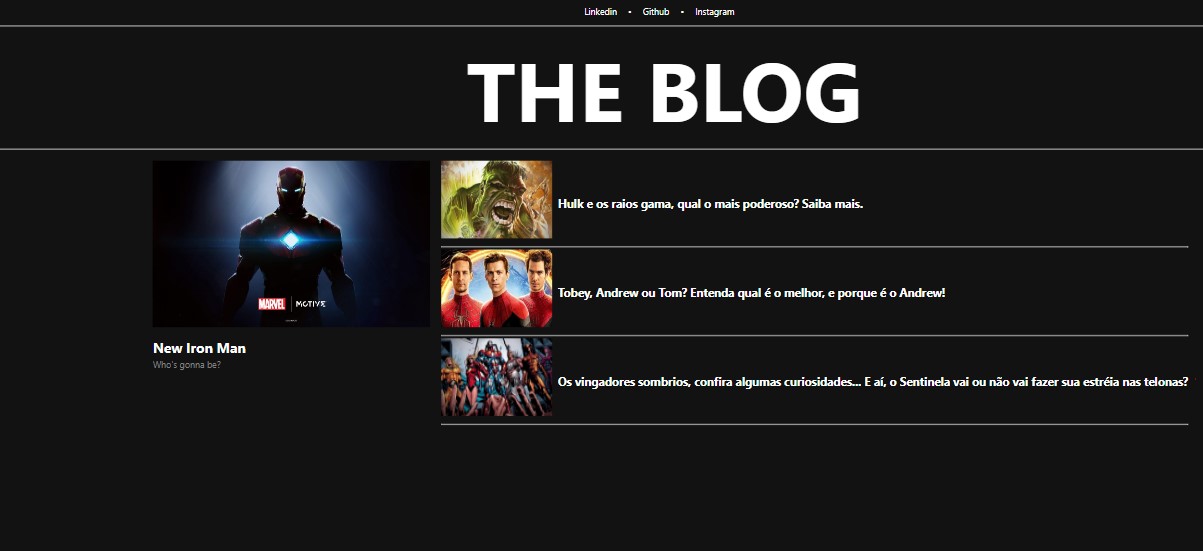 Linkedin • Github • Instagram
THE BLOG
MARVEL | MOTIVE
New Iron Man
Who's gonna be?
Hulk e os raios gama, qual o mais poderoso? Saiba mais.
Tobey, Andrew ou Tom? Entenda qual é o melhor, e porque é o Andrew!
Os vingadores sombrios, confira algumas curiosidades... E aí, o Sentinela vai ou não vai fazer sua estréia nas telonas?